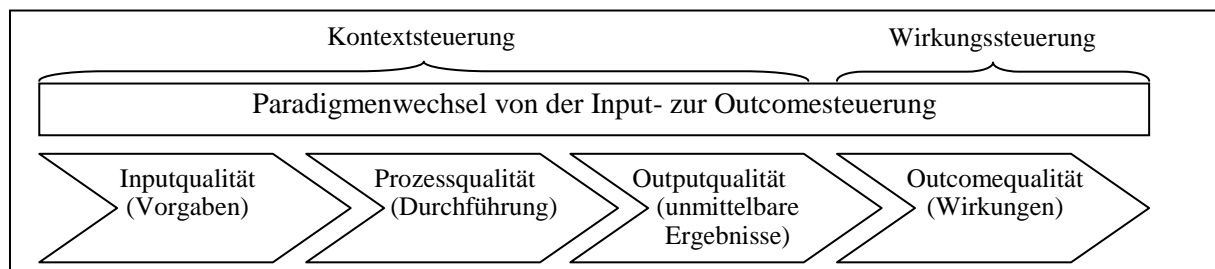 Kontextsteuerung
Wirkungssteuerung
Paradigmenwechsel von der Input- zur Outcomesteuerung
Inputqualität
(Vorgaben)
Prozessqualität
(Durchführung)
Outputqualität
(unmittelbare
Ergebnisse)
Outcomequalität
(Wirkungen)